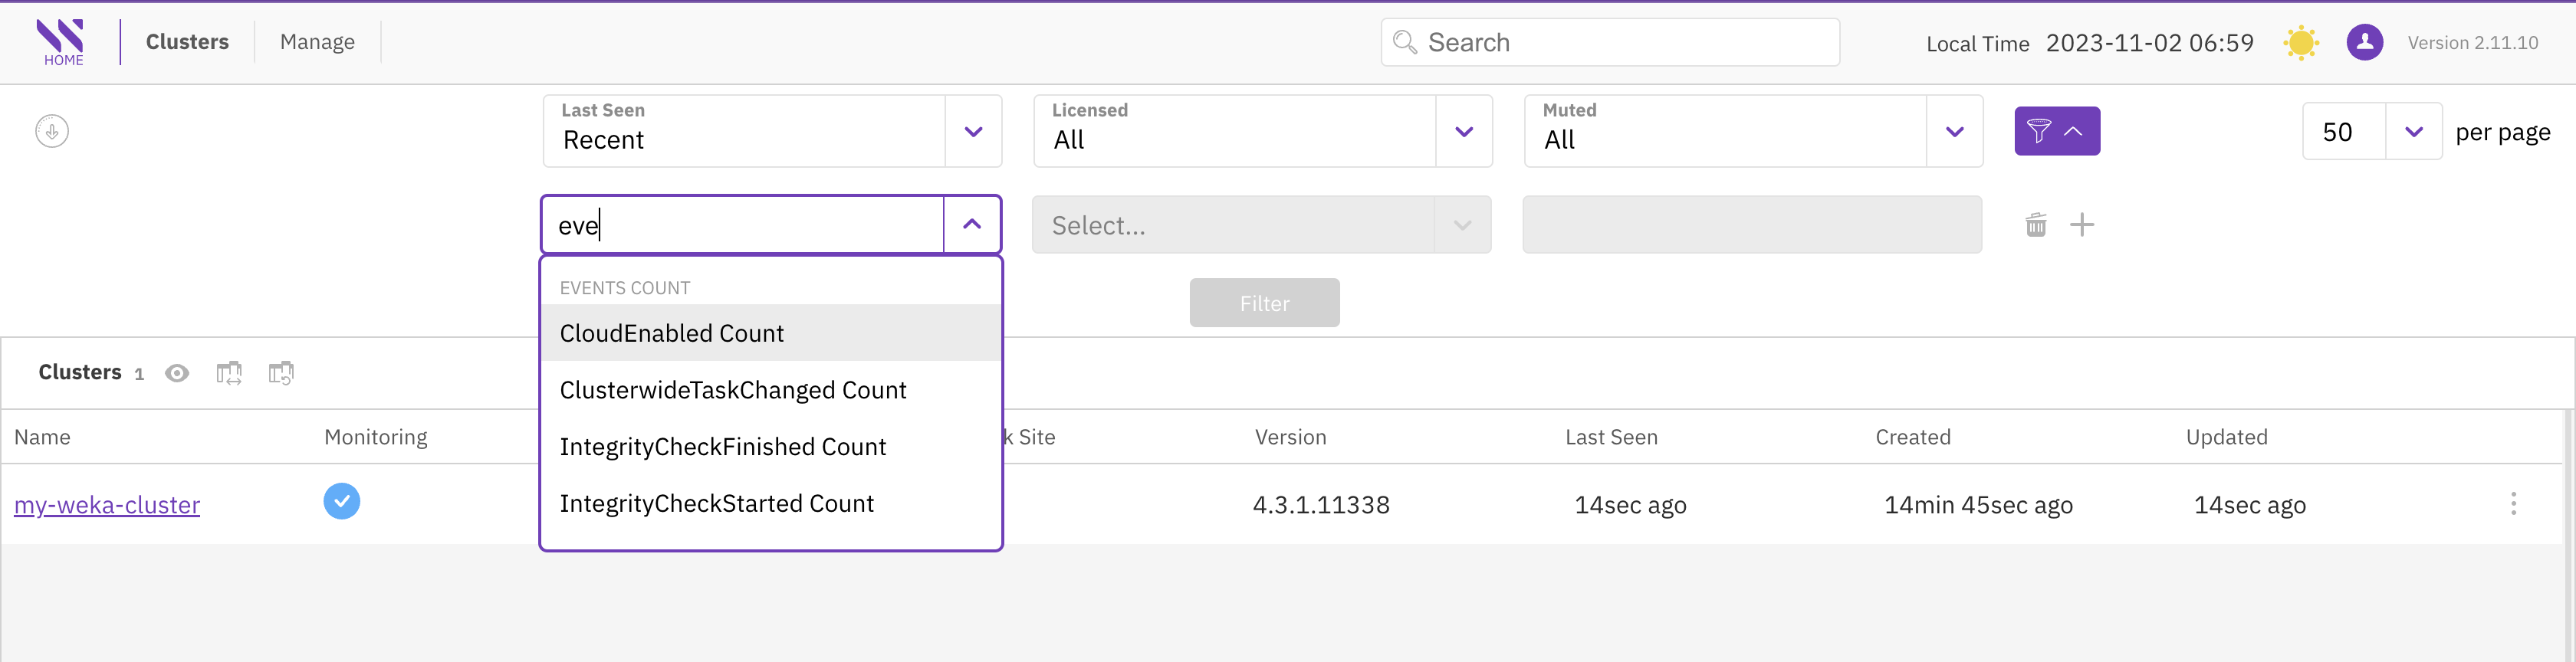 HOME
Clusters
Manage
Search
Local Time 2023-11-02 06:59
Version 2.11.10
Last Seen
Recent
Licensed
All
Muted
All
50
per page
eve
Select...
EVENTS COUNT
CloudEnabled Count
ClusterwideTaskChanged Count
IntegrityCheckFinished Count
IntegrityCheckStarted Count
Filter
Clusters 1
Name
Monitoring
k Site
Version
Last Seen
Created
Updated
my-weka-cluster
4.3.1.11338
14sec ago
14min 45sec ago
14sec ago